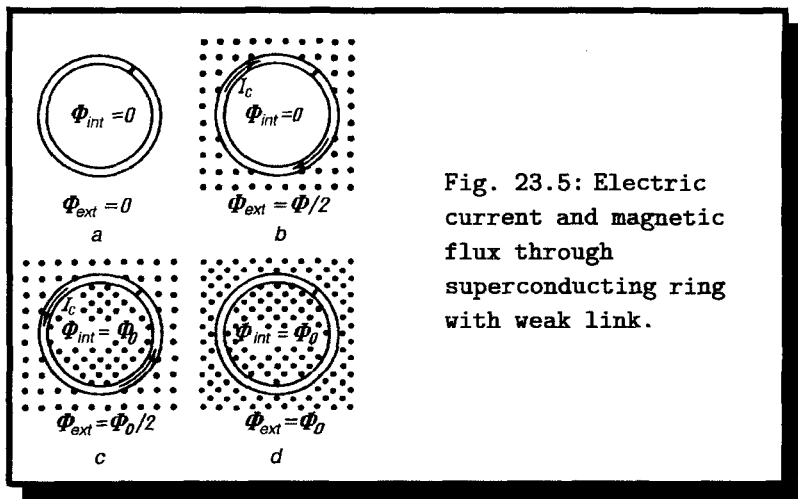 Φint = 0
Φext = 0
a
Ic
Φint = 0
Φext = Φ/2
b
Ic
Φint = Φ0
Φext = Φ0/2
c
Φint = Φ0
Φext = Φ0
d
Fig. 23.5: Electric
current and magnetic
flux through
superconducting ring
with weak link.